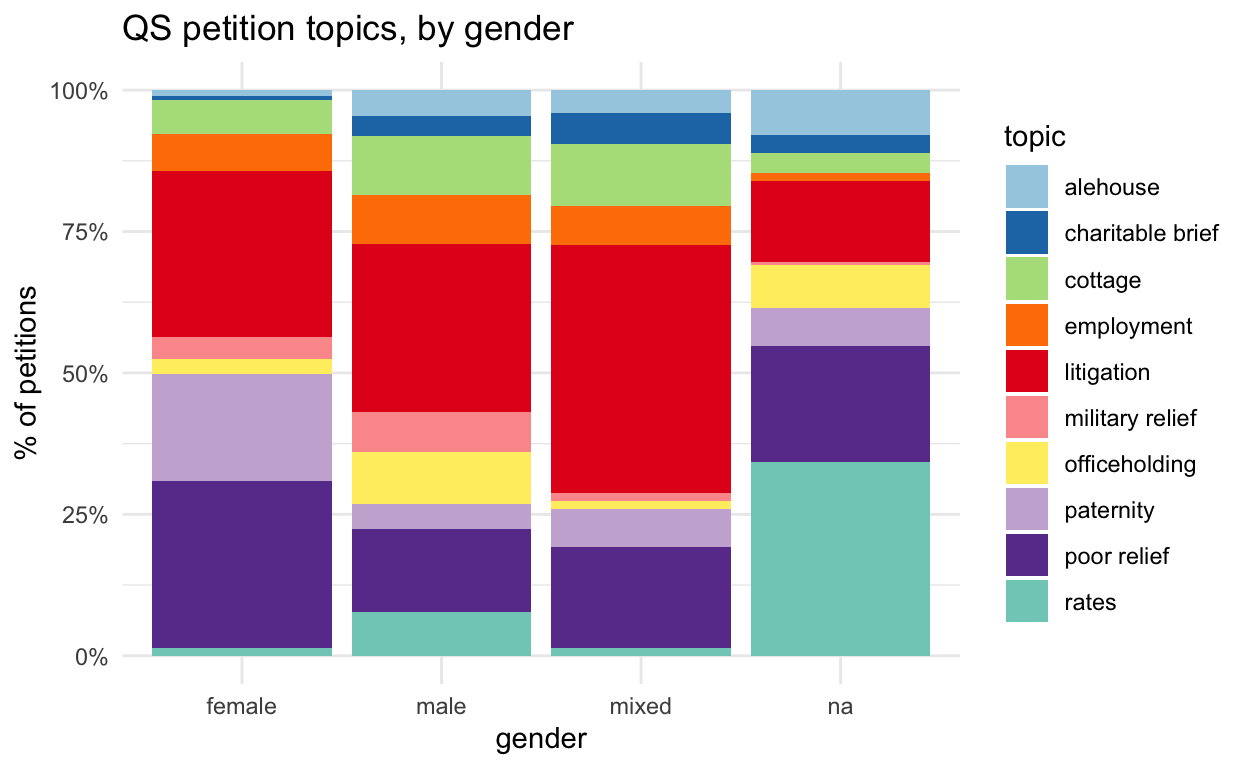 QS petition topics, by gender
100%
75%
50%
25%
0%
% of petitions
female
male
mixed
na
gender
topic
alehouse
charitable brief
cottage
employment
litigation
military relief
officeholding
paternity
poor relief
rates